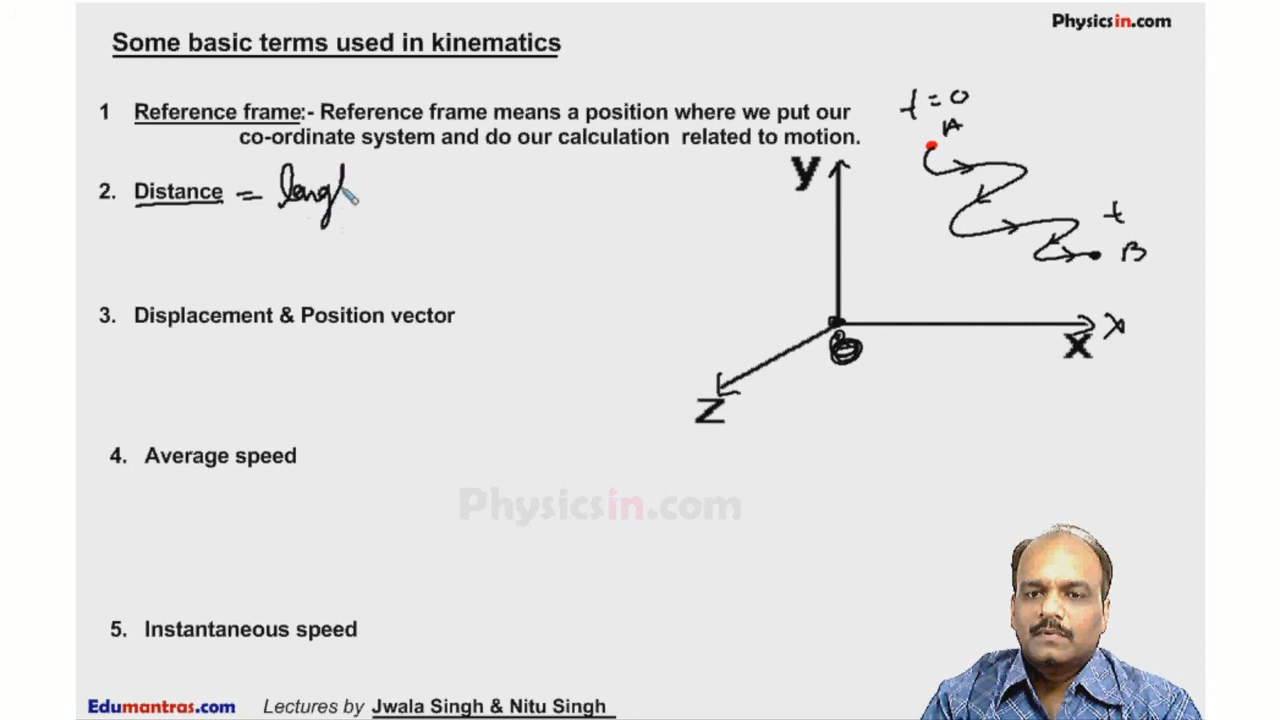 Physicsin.com
Some basic terms used in kinematics
1 Reference frame:- Reference frame means a position where we put our
co-ordinate system and do our calculation related to motion.
t = 0
A
Y
2. Distance = lengh
t
B
3. Displacement & Position vector
X
X
Z
4. Average speed
Physicsin.com
5. Instantaneous speed
Edumantras.com Lectures by Jwala Singh & Nitu Singh